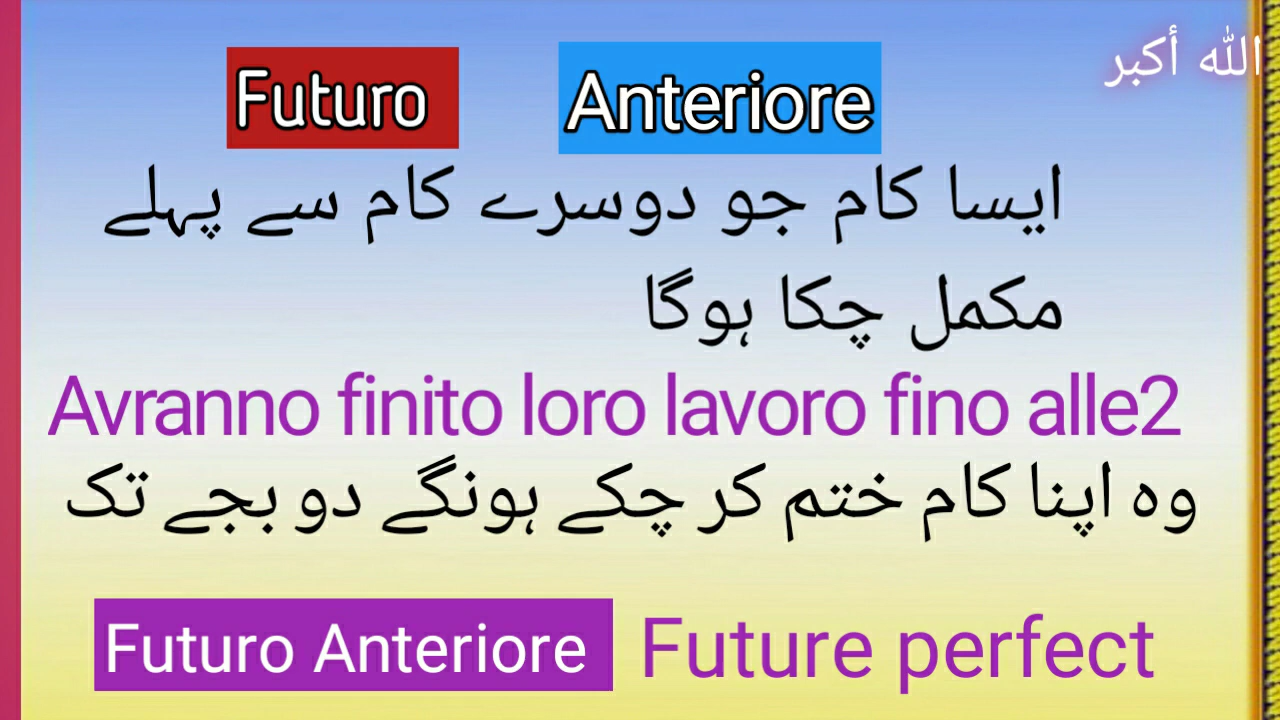 الله أكبر
Futuro Anteriore
ایسا کام جو دوسرے کام سے پہلے
مکمل چکا ہوگا
Avranno finito loro lavoro fino alle2
وہ اپنا کام ختم کر چکے ہونگے دو بجے تک
Futuro Anteriore Future perfect